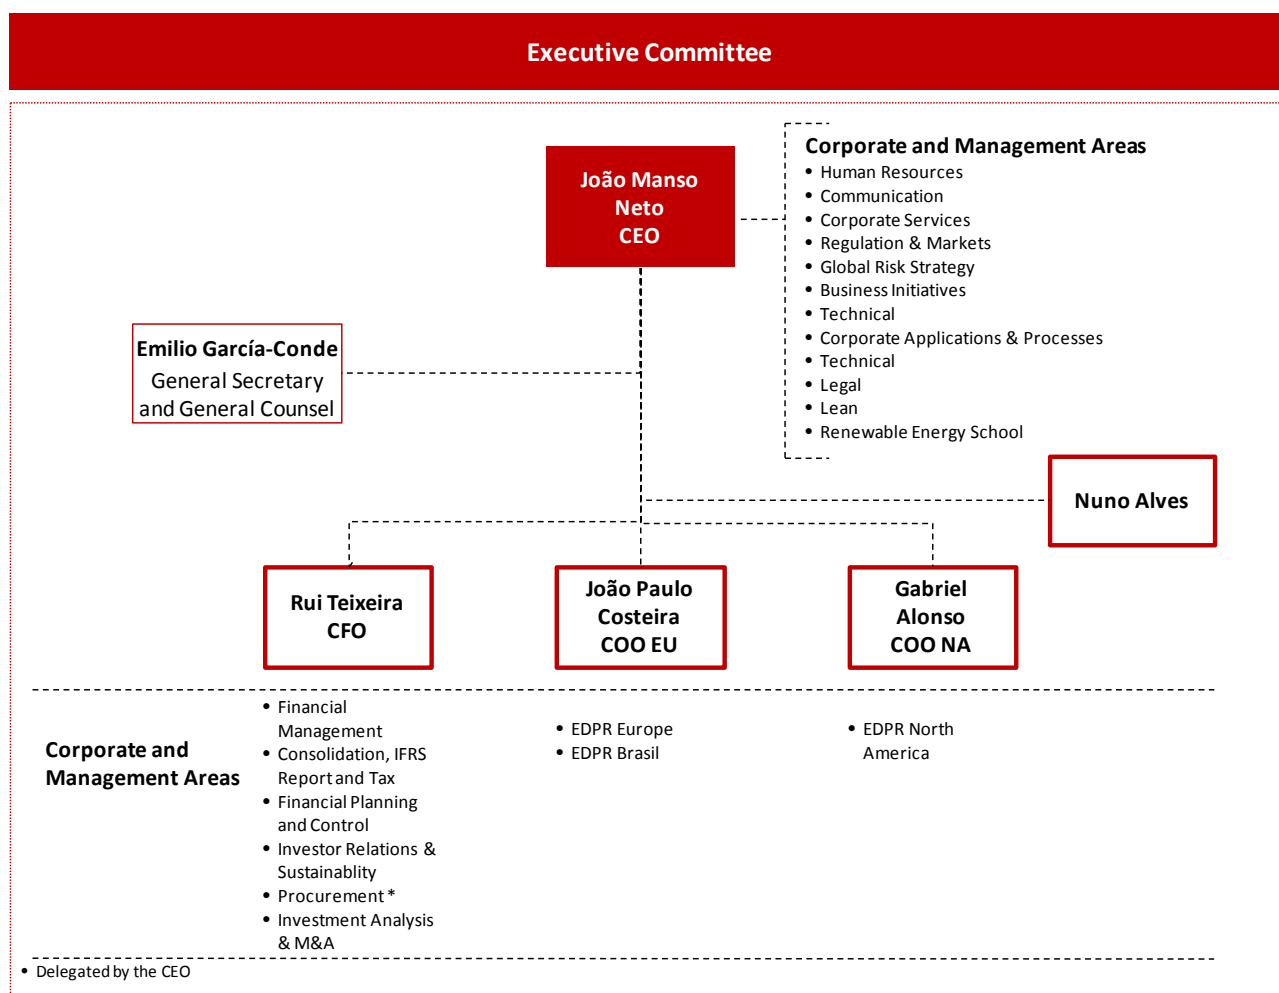 Executive Committee
João Manso
Neto
CEO
Corporate and Management Areas
• Human Resources
• Communication
• Corporate Services
• Regulation & Markets
• Global Risk Strategy
• Business Initiatives
• Technical
• Corporate Applications & Processes
• Technical
• Legal
• Lean
• Renewable Energy School
Emilio García-Conde
General Secretary
and General Counsel
Nuno Alves
Rui Teixeira
CFO
João Paulo
Costeira
COO EU
Gabriel
Alonso
COO NA
Corporate and
Management Areas
• Financial
Management
• Consolidation, IFRS
Report and Tax
• Financial Planning
and Control
• Investor Relations &
Sustainablity
• Procurement *
• Investment Analysis
& M&A
• EDPR Europe
• EDPR Brasil
• EDPR North
America
• Delegated by the CEO